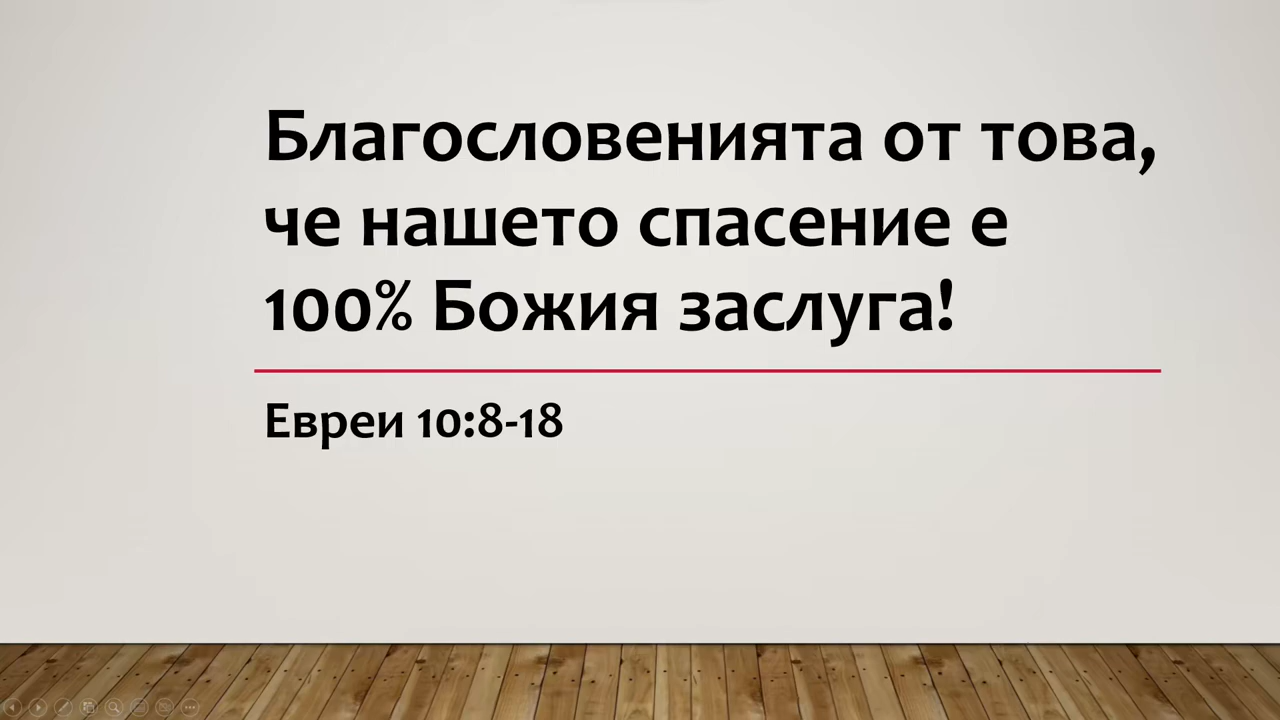 Благословенията от това,
че нашето спасение е
100% Божия заслуга!
Евреи 10:8-18